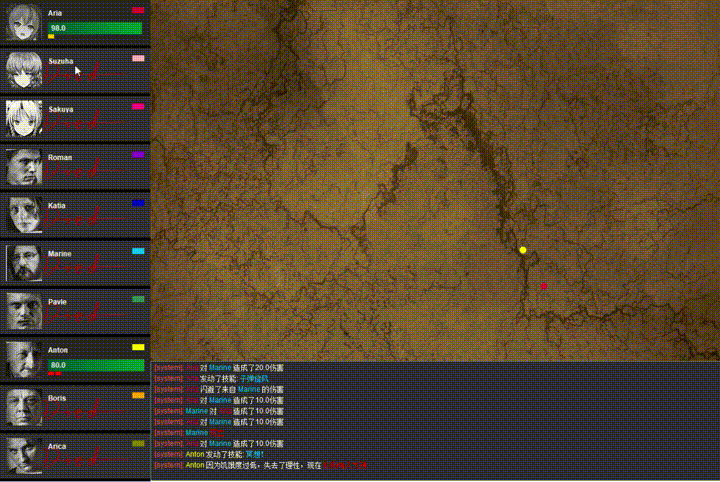 Aria
98.0
Suzuha
Sakuya
Roman
Katia
Marine
Pavle
Anton
80.0
Boris
Arica
[system] 对 Marine 造成了20.0伤害
[system] 发动了技能: 子弹旋风
[system] 闪避了来自 Marine 的伤害
[system] 对 Marine 造成了10.0伤害
[system] Marine 对 造成了10.0伤害
[system] 对 Marine 造成了10.0伤害
[system] Marine
[system] 对 Marine 造成了10.0伤害
[system] Anton 发动了技能: 冥想!
[system] Anton 因为饥饿度过低，失去了理性，现在